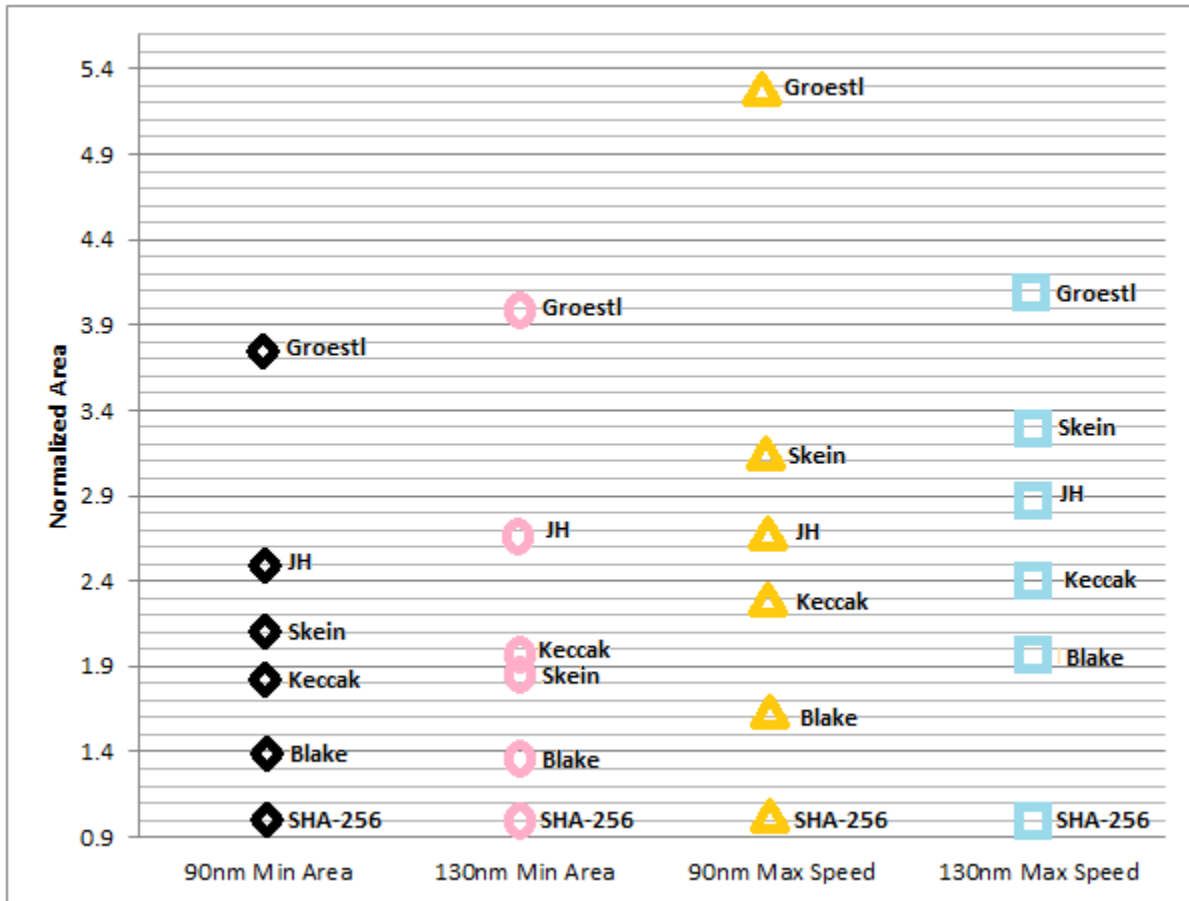 5.4
Groestl
4.9
4.4
Groestl
Groestl
3.9
Groestl
3.4
Skein
Skein
2.9
JH
JH
JH
JH
2.4
Keccak
Keccak
Skein
Keccak
1.9
Blake
Skein
Keccak
Blake
1.4
Blake
Blake
0.9
SHA-256
SHA-256
SHA-256
SHA-256
Normalized Area
90nm Min Area
130nm Min Area
90nm Max Speed
130nm Max Speed